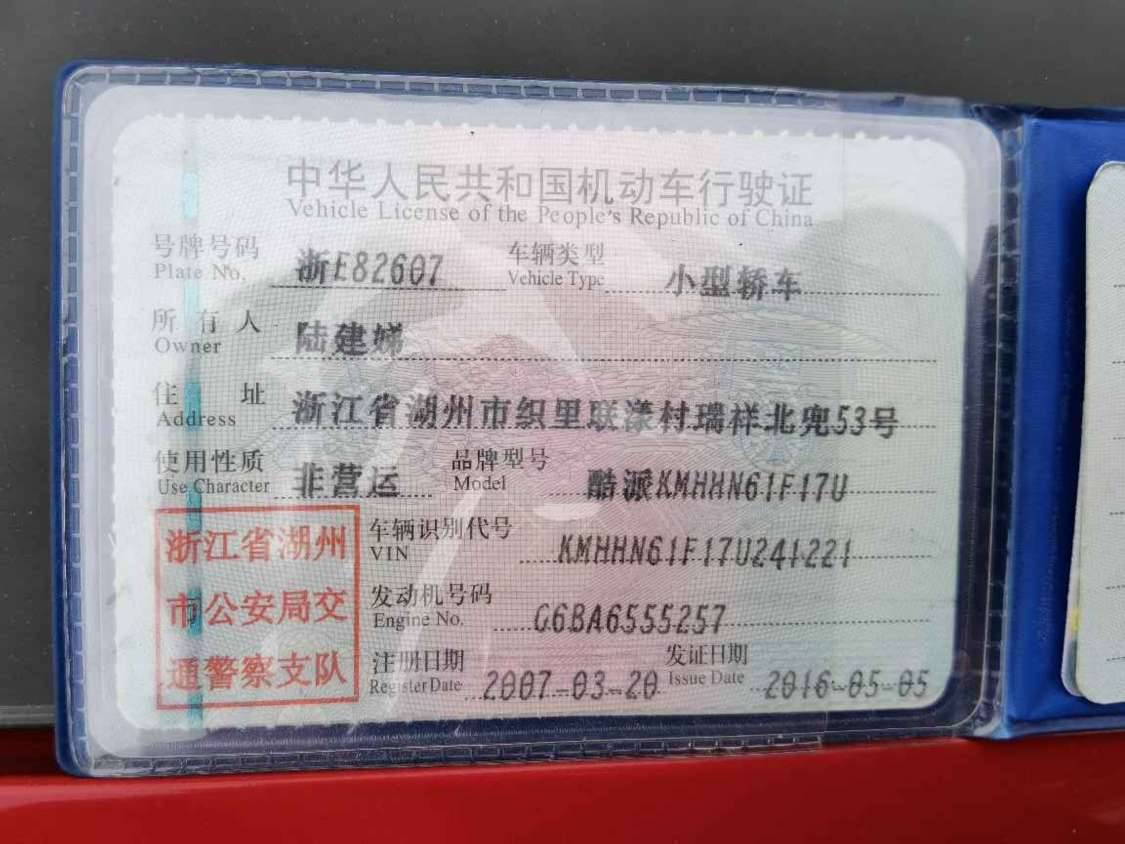 中华人民共和国机动车行驶证
Vehicle License of the People's Republic of China
号牌号码 浙E82607 车辆类型 小型轿车
Plate No. Vehicle Type
所有人 陆建娣
Owner
住址 浙江省湖州市织里联漾村瑞祥北兜53号
Address
使用性质 非营运 品牌型号 酷派KMHHN61F17U
Use Character Model
浙江省湖州 车辆识别代号 KMHHN61F17U241221
VIN
市公安局交 发动机号码 G6BA6555257
Engine No.
通警察支队 注册日期 2007-03-20 发证日期 2016-05-05
Register Date Issue Date